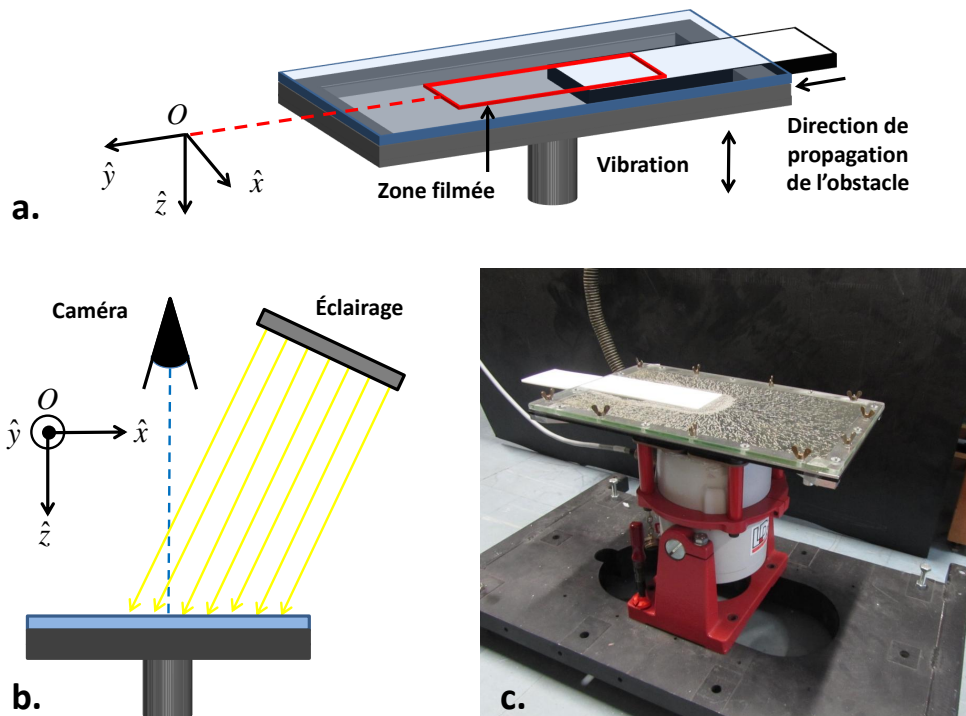 O
ŷ
x̂
ẑ
a.
Zone filmée
Vibration
Direction de
propagation
de l’obstacle
Caméra
Éclairage
O
ŷ
x̂
ẑ
b.
c.